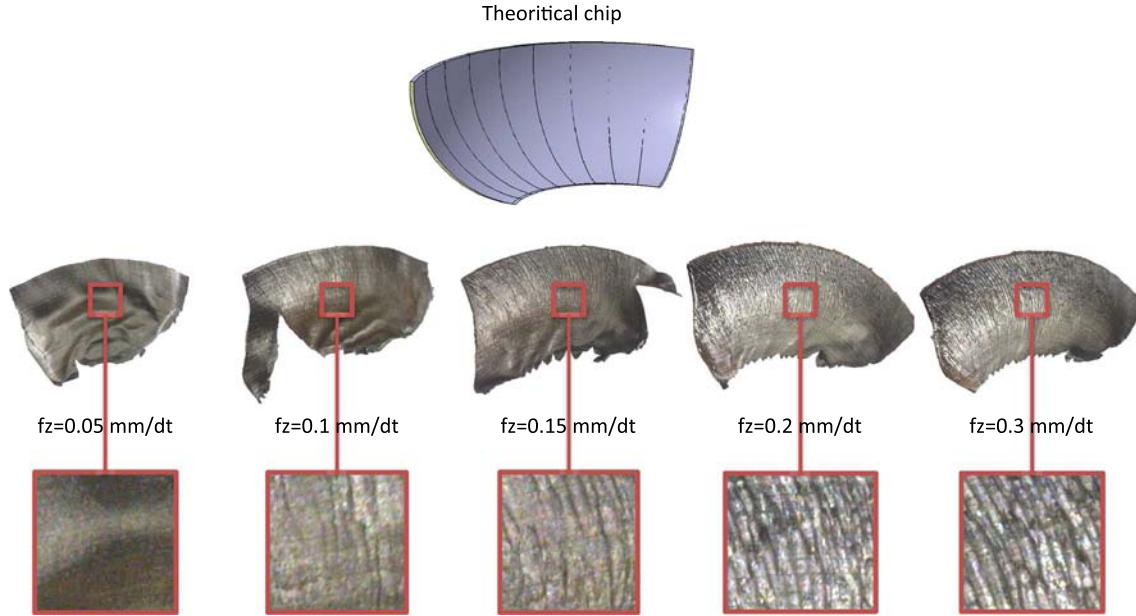 Theoritical chip
fz=0.05 mm/dt
fz=0.1 mm/dt
fz=0.15 mm/dt
fz=0.2 mm/dt
fz=0.3 mm/dt